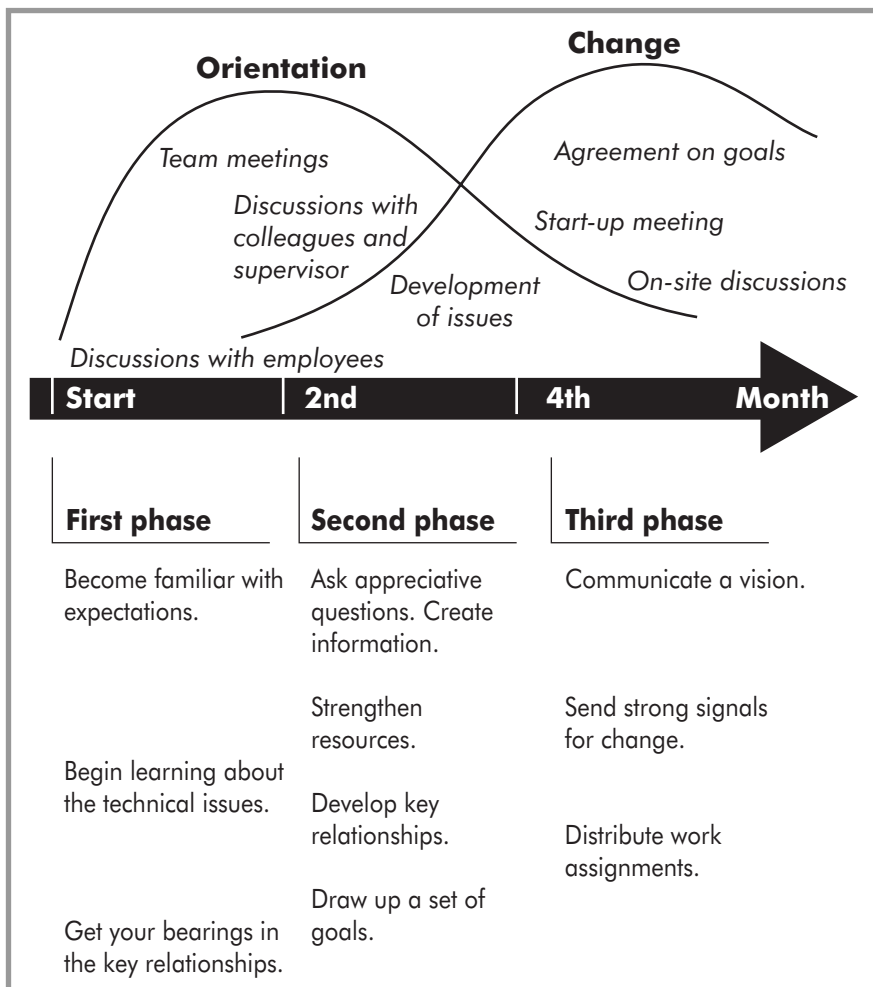 Change
Orientation
Team meetings
Agreement on goals
Discussions with
colleagues and
supervisor
Start-up meeting
Development
of issues
On-site discussions
Discussions with employees
Start
2nd
4th
Month
First phase
Become familiar with
expectations.
Begin learning about
the technical issues.
Get your bearings in
the key relationships.
Second phase
Ask appreciative
questions. Create
information.
Strengthen
resources.
Develop key
relationships.
Draw up a set of
goals.
Third phase
Communicate a vision.
Send strong signals
for change.
Distribute work
assignments.